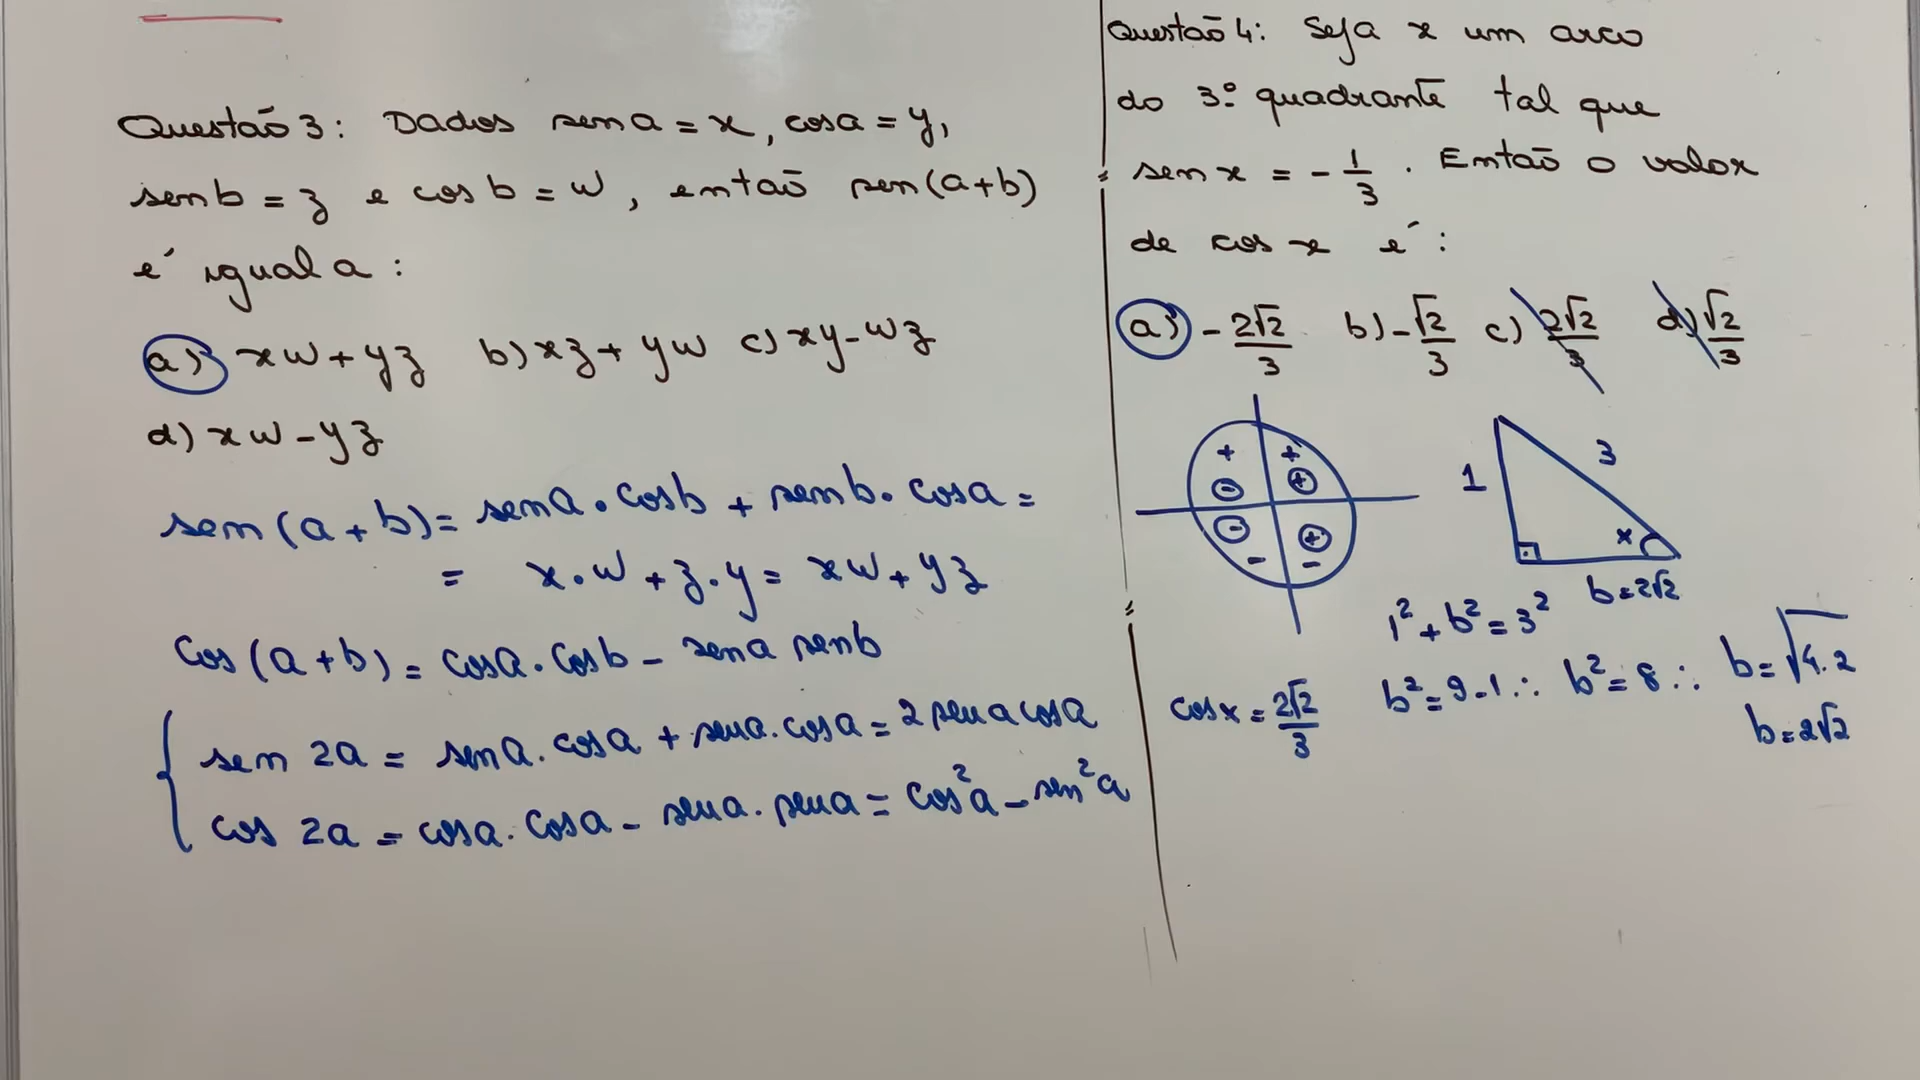 Questão 3: Dados sen a = x, cos a = y,
sen b = z e cos b = w, então sen(a+b)
é igual a:
a) xw + yz b) xz + yw c) xy - wz
d) xw - yz
sen(a+b) = sen a · cos b + sen b · cos a =
= x · w + z · y = xw + yz
cos(a+b) = cos a · cos b - sen a sen b
sen 2a = sen a · cos a + sen a · cos a = 2 sen a cos a
cos 2a = cos a · cos a - sen a · sen a = cos²a - sen²a
Questão 4: Seja x um arco
do 3º quadrante tal que
sen x = -1/3. Então o valor
de cos x é:
a) -2√2/3 b) -√2/3 c) 2√2/3 d) √2/3
+ +
- +
- +
- -
1 3
x
b = 2√2
1² + b² = 3²
b² = 9 - 1 ∴ b² = 8 ∴ b = √4.2
b = 2√2
cos x = 2√2/3